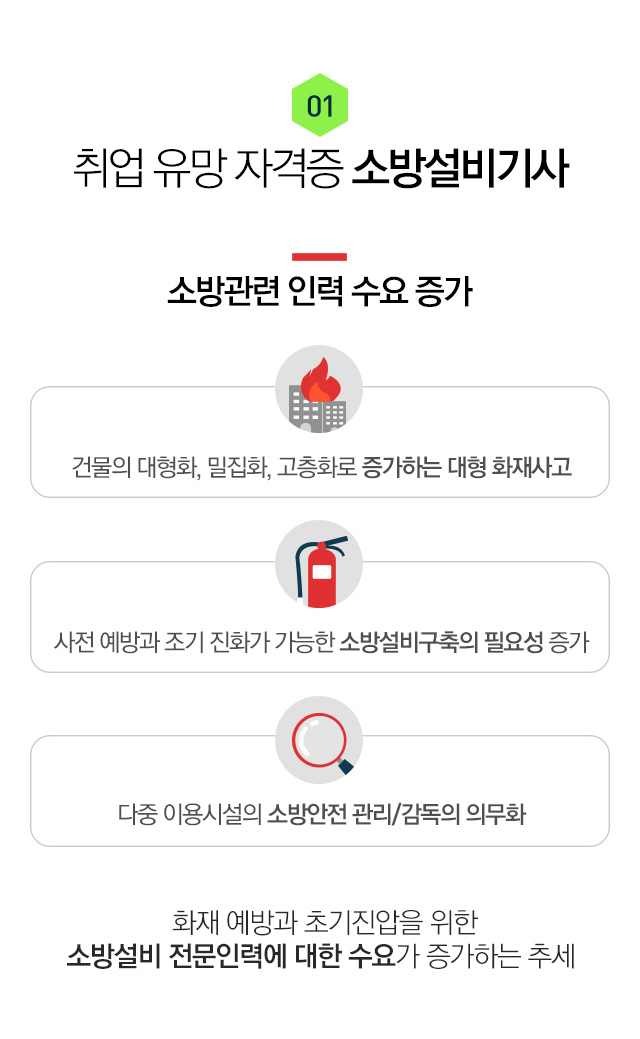 01
취업 유망 자격증 소방설비기사
소방관련 인력 수요 증가
건물의 대형화, 밀집화, 고층화로 증가하는 대형 화재사고
사전 예방과 조기 진화가 가능한 소방설비구축의 필요성 증가
다중 이용시설의 소방안전 관리/감독의 의무화
화재 예방과 초기진압을 위한
소방설비 전문인력에 대한 수요가 증가하는 추세